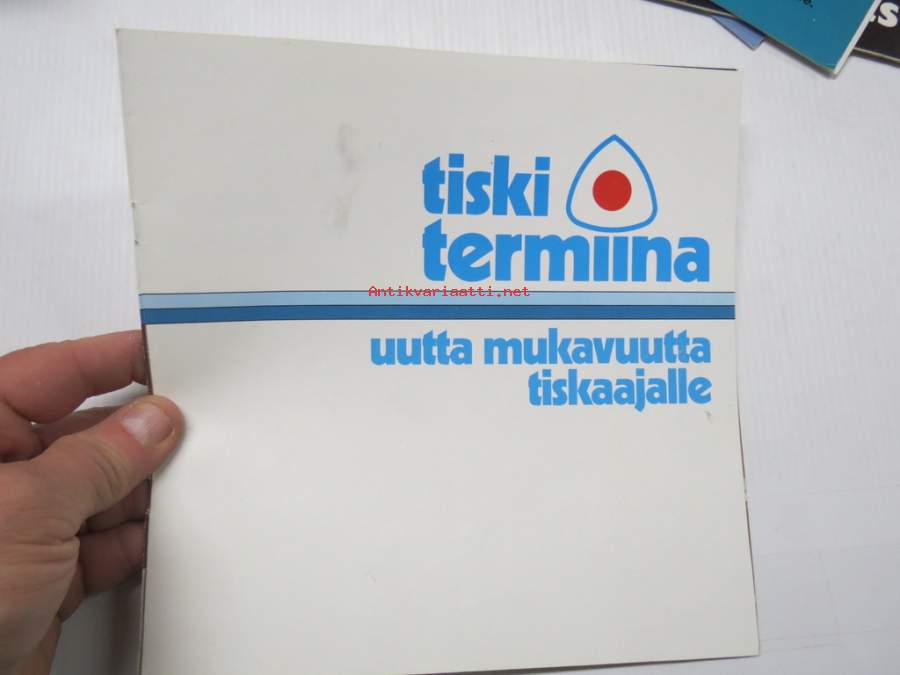 tiski
termiina
Antikvariaatti.net
uutta mukavuutta
tiskaajalle